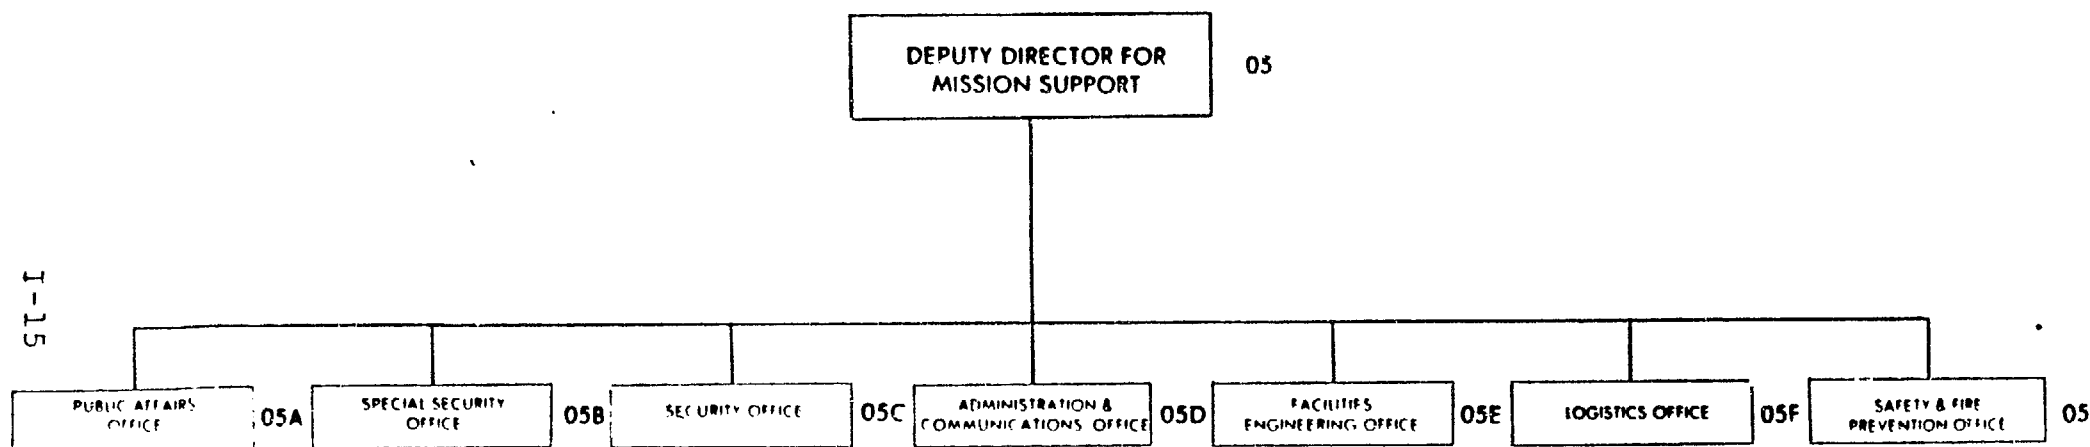 DEPUTY DIRECTOR FOR
MISSION SUPPORT
05
I-15
PUBLIC AFFAIRS
OFFICE
05A
SPECIAL SECURITY
OFFICE
05B
SECURITY OFFICE
05C
ADMINISTRATION &
COMMUNICATIONS OFFICE
05D
FACILITIES
ENGINEERING OFFICE
05E
LOGISTICS OFFICE
05F
SAFETY & FIRE
PREVENTION OFFICE
05